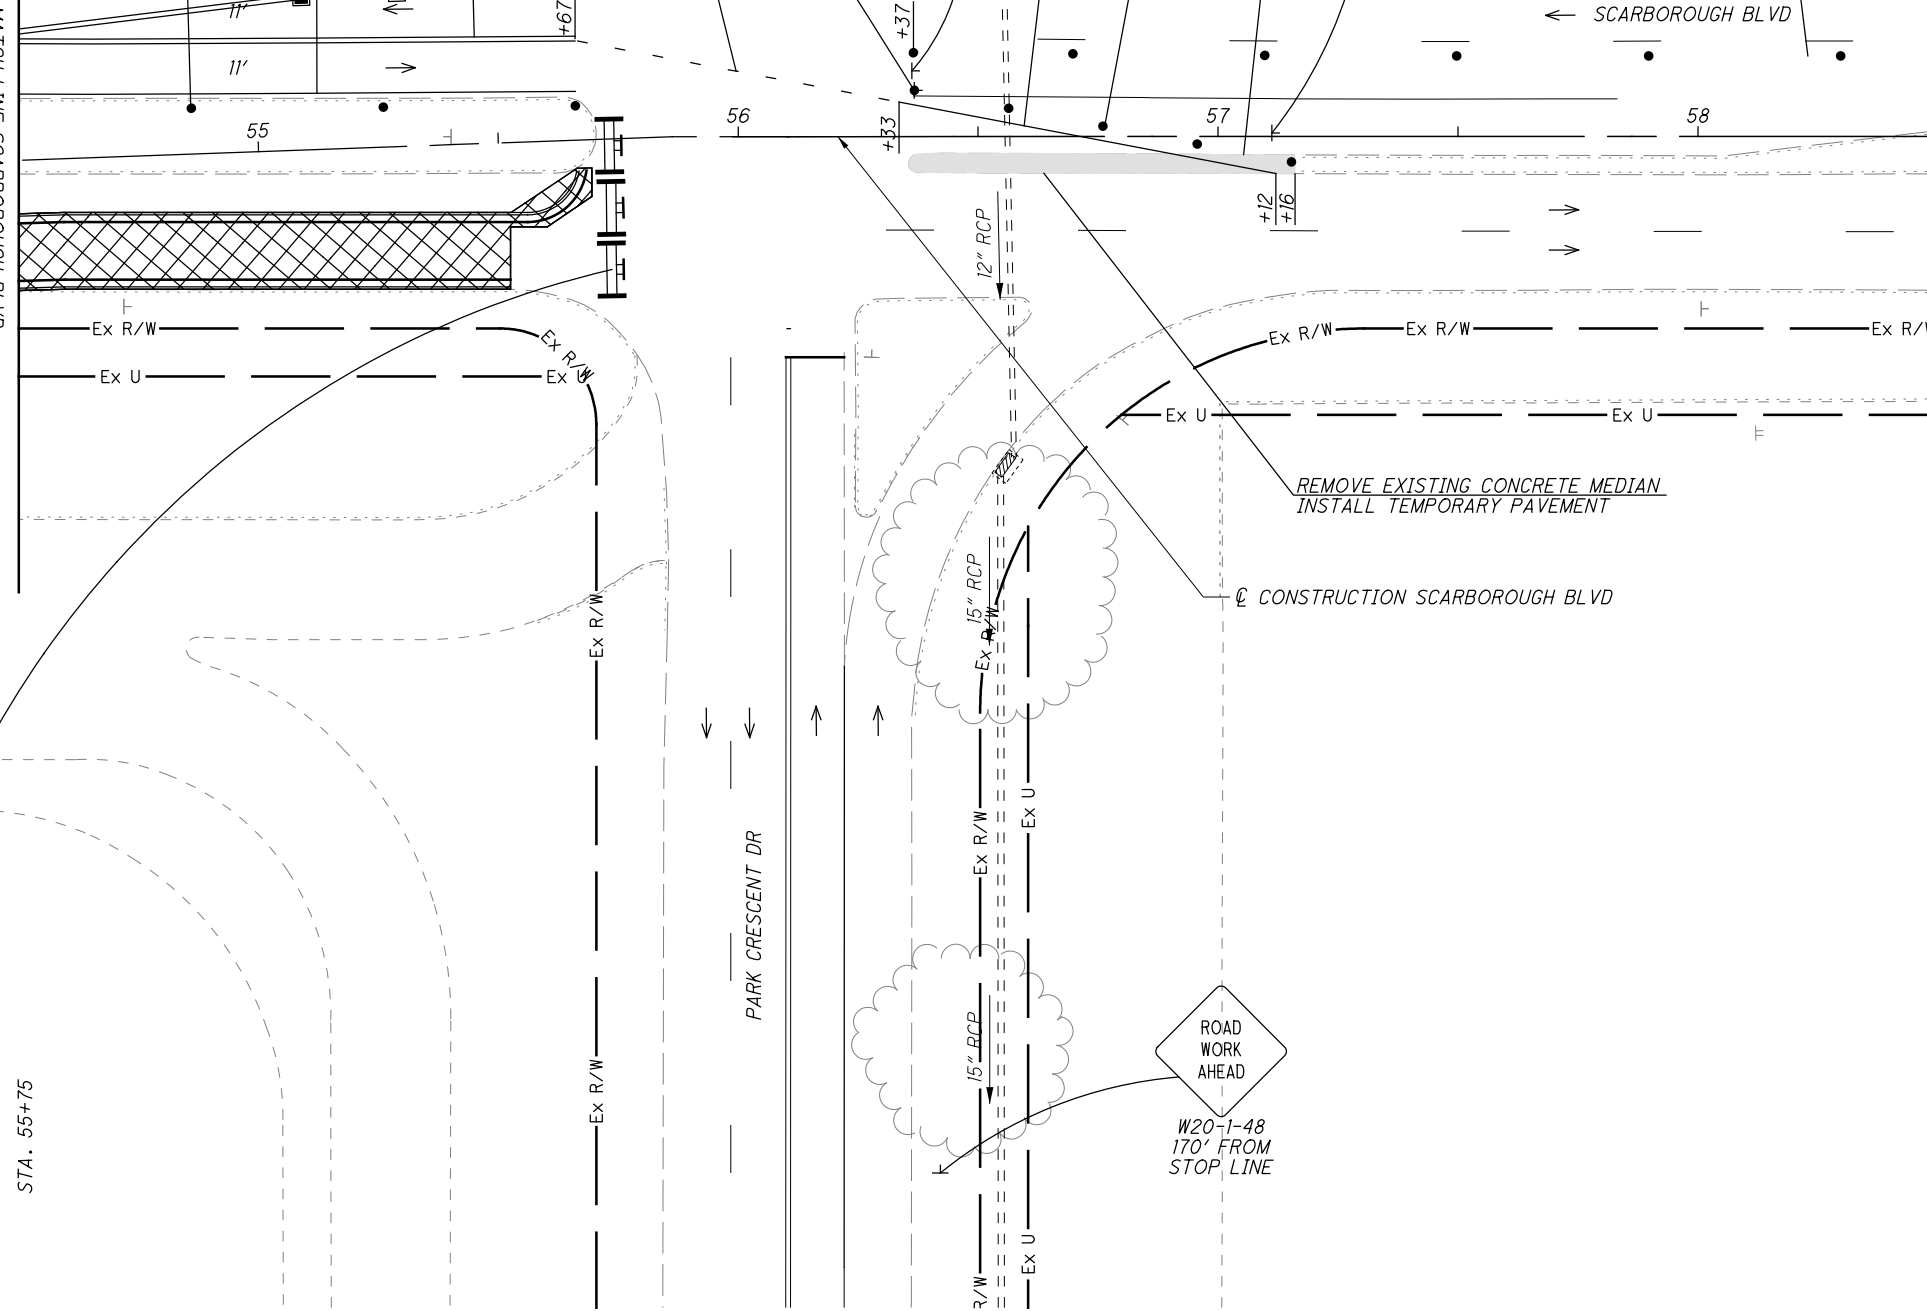 11'
+67
+37
SCARBOROUGH BLVD
11'
55
56
57
58
+33
+12
+16
12" RCP
Ex R/W
Ex R/W
Ex R/W
Ex R/W
Ex U
Ex U
Ex U
Ex U
REMOVE EXISTING CONCRETE MEDIAN
INSTALL TEMPORARY PAVEMENT
15" RCP
Ex R/W
Ex R/W
℄ CONSTRUCTION SCARBOROUGH BLVD
Ex R/W
Ex U
PARK CRESCENT DR
15" RCP
ROAD
WORK
AHEAD
W20-1-48
170' FROM
STOP LINE
Ex R/W
STA. 55+75
Ex U
R/W